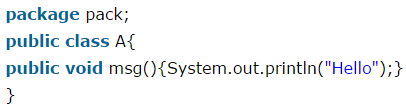 package pack;
public class A{
public void msg(){System.out.println("Hello");}
}